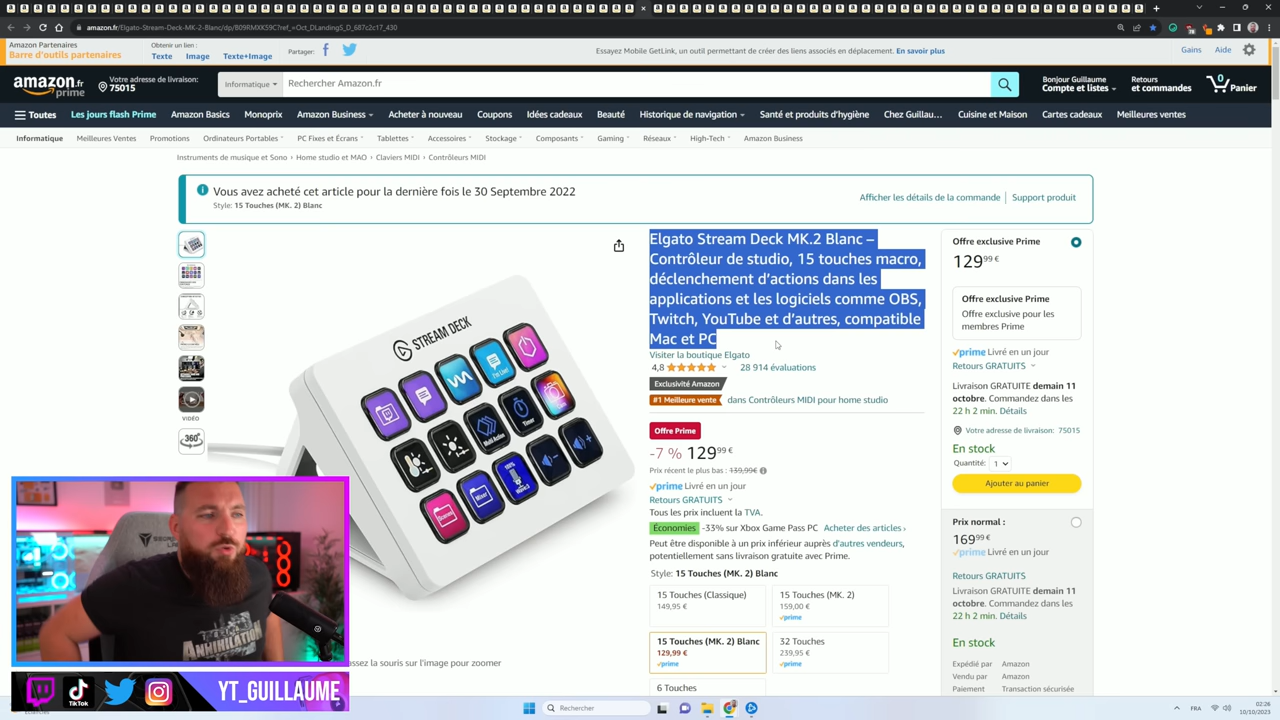 amazon.fr/Elgato-Stream-Deck-MK-2-Blanc/dp/B09RMXK59C?ref_=Oct_DLandingS_D_687c2c17_430
Amazon Partenaires
Barre d'outils partenaires
Obtenir un lien :
Texte Image Texte+Image
Partager:
Essayez Mobile GetLink, un outil permettant de créer des liens associés en déplacement. En savoir plus
Gains Aide
amazon.fr
prime
Votre adresse de livraison:
75015
Informatique
Rechercher Amazon.fr
Bonjour Guillaume
Compte et listes
Retours
et commandes
0
Panier
Toutes Les jours flash Prime Amazon Basics Monoprix Amazon Business Acheter à nouveau Coupons Idées cadeaux Beauté Historique de navigation Santé et produits d'hygiène Chez Guillau... Cuisine et Maison Cartes cadeaux Meilleures ventes
Informatique Meilleures Ventes Promotions Ordinateurs Portables PC Fixes et Écrans Tablettes Accessoires Stockage Composants Gaming Réseaux High-Tech Amazon Business
Instruments de musique et Sono › Home studio et MAO › Claviers MIDI › Contrôleurs MIDI
Vous avez acheté cet article pour la dernière fois le 30 Septembre 2022
Style: 15 Touches (MK. 2) Blanc
Afficher les détails de la commande | Support produit
VIDÉO
360°
STREAM DECK
Elgato Stream Deck MK.2 Blanc –
Contrôleur de studio, 15 touches macro,
déclenchement d'actions dans les
applications et les logiciels comme OBS,
Twitch, YouTube et d'autres, compatible
Mac et PC
Visiter la boutique Elgato
4,8 28 914 évaluations
Exclusivité Amazon
#1 Meilleure vente dans Contrôleurs MIDI pour home studio
Offre Prime
-7 % 129,99 €
Prix récent le plus bas : 139,99€
prime Livré en un jour
Retours GRATUITS
Tous les prix incluent la TVA.
Économies -33% sur Xbox Game Pass PC Acheter des articles ›
Peut être disponible à un prix inférieur auprès d'autres vendeurs,
potentiellement sans livraison gratuite avec Prime.
Style: 15 Touches (MK. 2) Blanc
15 Touches (Classique)
149,95 €
15 Touches (MK. 2)
159,00 €
prime
15 Touches (MK. 2) Blanc
129,99 €
prime
32 Touches
239,95 €
prime
6 Touches
Offre exclusive Prime
129,99 €
Offre exclusive Prime
Offre exclusive pour les
membres Prime
prime Livré en un jour
Retours GRATUITS
Livraison GRATUITE demain 11
octobre. Commandez dans les
22 h 2 min. Détails
Votre adresse de livraison: 75015
En stock
Quantité: 1
Ajouter au panier
Prix normal :
169,99 €
prime Livré en un jour
Retours GRATUITS
Livraison GRATUITE demain 11
octobre. Commandez dans les
22 h 2 min. Détails
En stock
Expédié par Amazon
Vendu par Amazon
Paiement Transaction sécurisée
ssez la souris sur l'image pour zoomer
TikTok
YT_GUILLAUME
Rechercher
FRA
02:26
10/10/2023